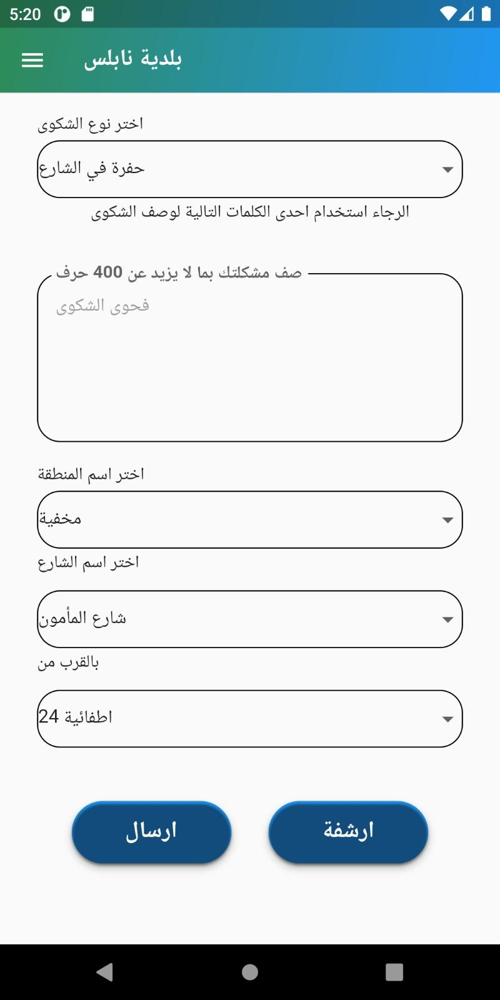 5:20
بلدية نابلس
اختر نوع الشكوى
حفرة في الشارع
الرجاء استخدام احدى الكلمات التالية لوصف الشكوى
صف مشكلتك بما لا يزيد عن 400 حرف
فحوى الشكوى
اختر اسم المنطقة
مخفية
اختر اسم الشارع
شارع المأمون
بالقرب من
اطفائية 24
ارشفة
ارسال